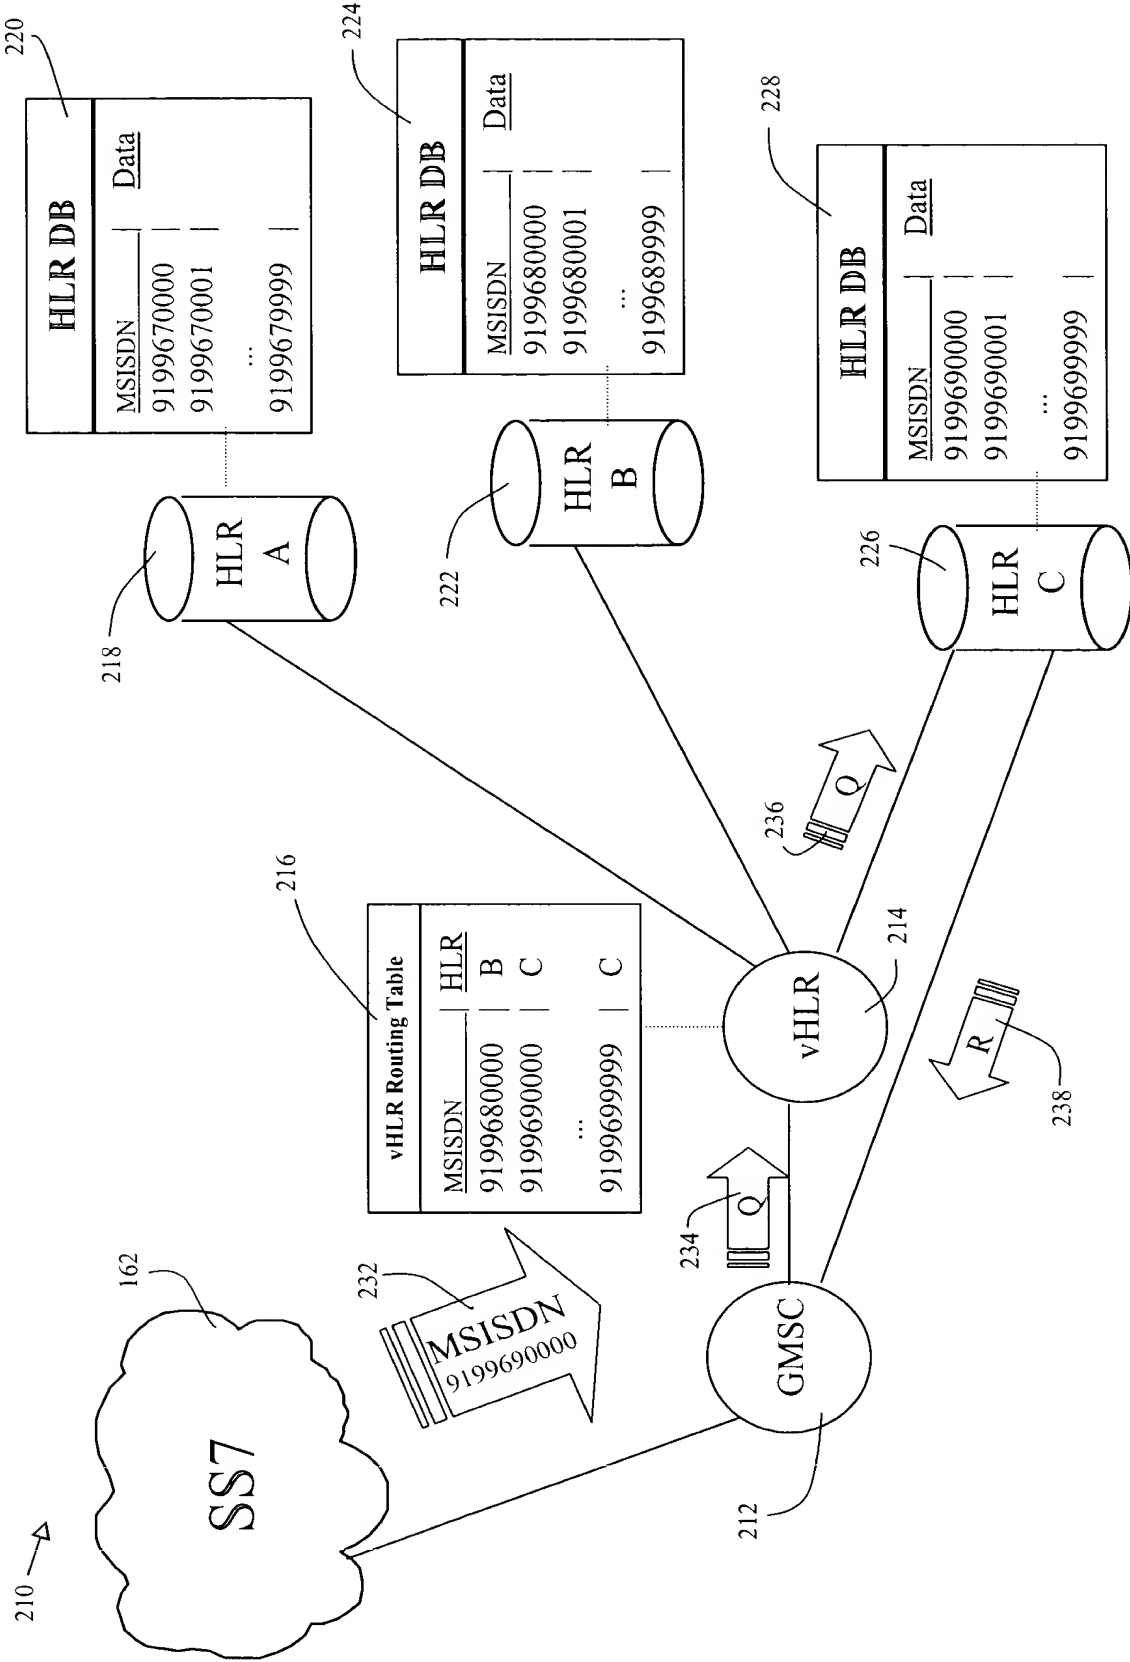 210
SS7
162
MSISDN
9199690000
232
212
GMSC
Q
234
vHLR Routing Table
MSISDN | HLR
9199680000 | B
9199690000 | C
...
9199699999 | C
216
vHLR
214
Q
236
R
238
218
HLR
A
HLR DB
220
MSISDN | Data
9199670000 |
9199670001 |
...
9199679999 |
222
HLR
B
HLR DB
224
MSISDN | Data
9199680000 |
9199680001 |
...
9199689999 |
226
HLR
C
HLR DB
228
MSISDN | Data
9199690000 |
9199690001 |
...
9199699999 |